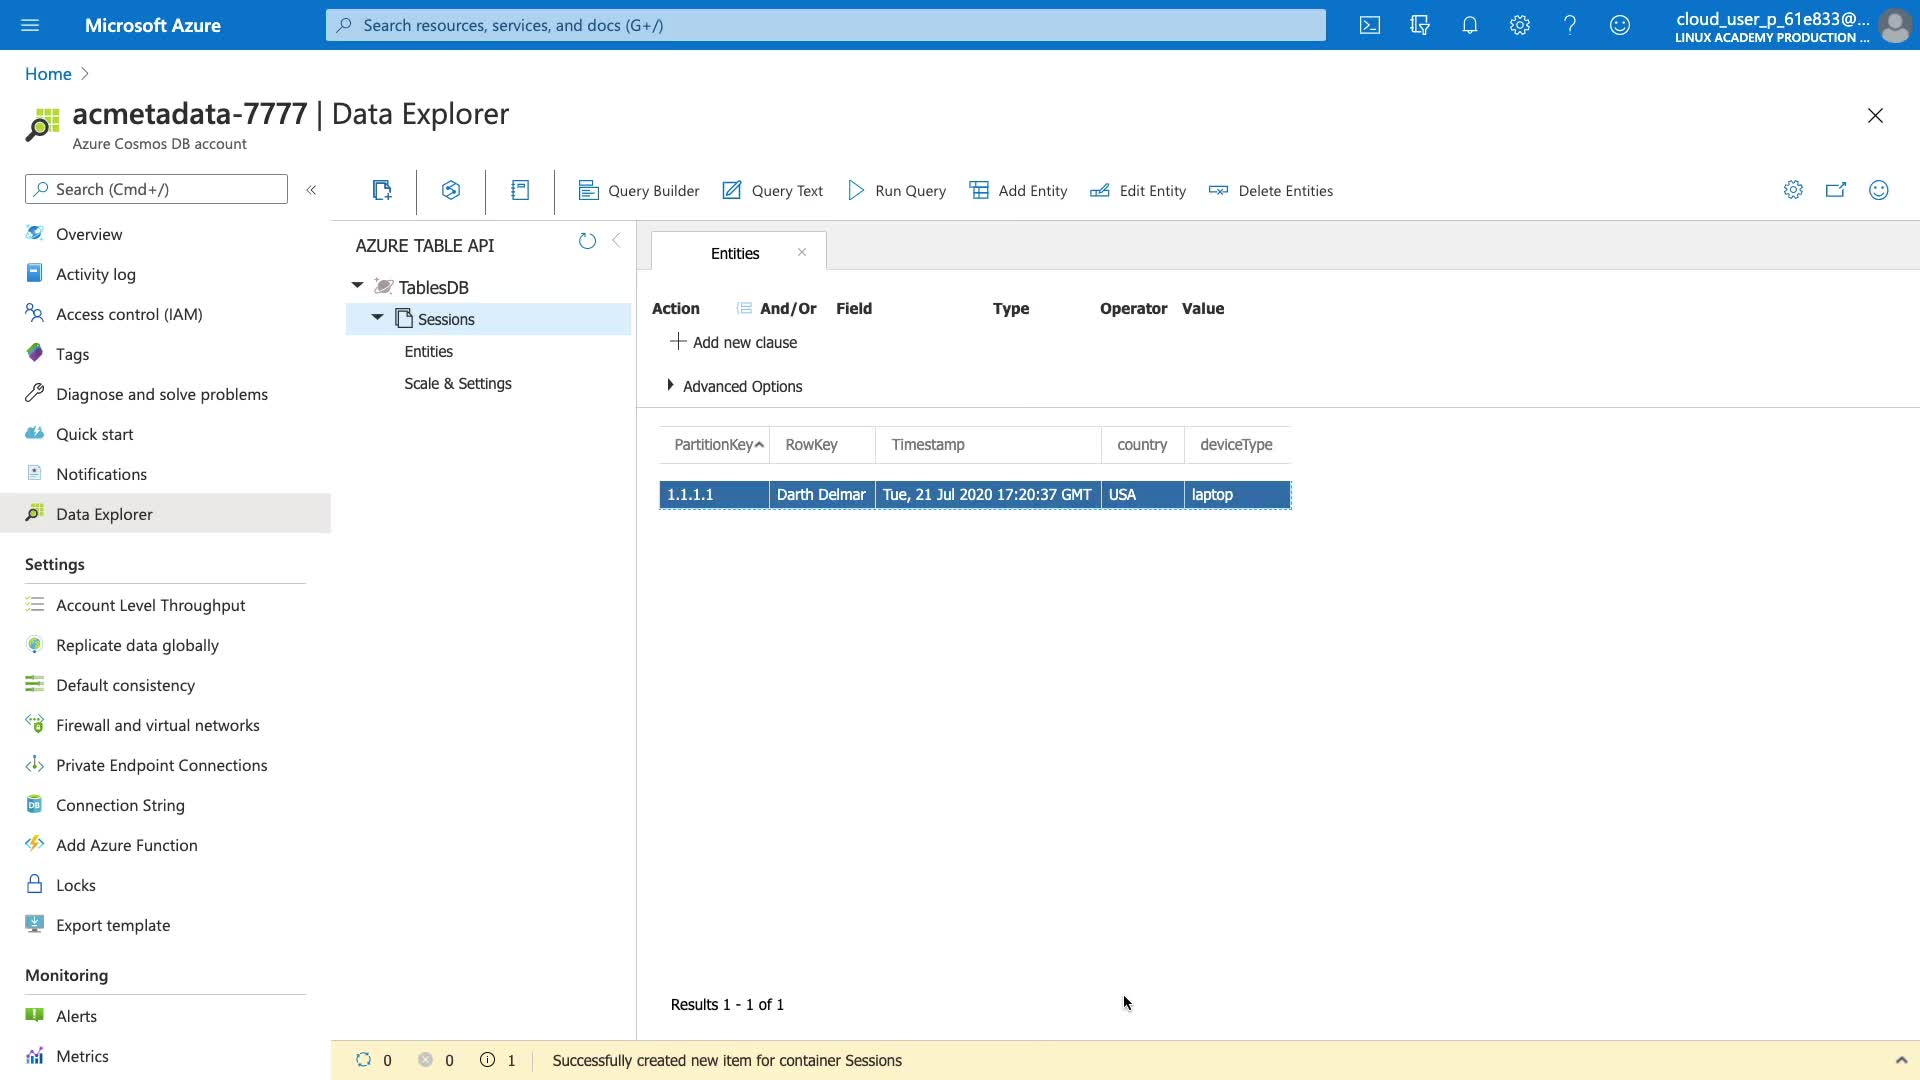 Microsoft Azure
Search resources, services, and docs (G+/)
cloud_user_p_61e833@...
LINUX ACADEMY PRODUCTION ...
Home
acmetadata-7777 | Data Explorer
Azure Cosmos DB account
Search (Cmd+/)
Overview
Activity log
Access control (IAM)
Tags
Diagnose and solve problems
Quick start
Notifications
Data Explorer
Settings
Account Level Throughput
Replicate data globally
Default consistency
Firewall and virtual networks
Private Endpoint Connections
Connection String
Add Azure Function
Locks
Export template
Monitoring
Alerts
Metrics
Query Builder Query Text Run Query Add Entity Edit Entity Delete Entities
AZURE TABLE API
TablesDB
Sessions
Entities
Scale & Settings
Entities
Action And/Or Field Type Operator Value
Add new clause
Advanced Options
PartitionKey RowKey Timestamp country deviceType
1.1.1.1 Darth Delmar Tue, 21 Jul 2020 17:20:37 GMT USA laptop
Results 1 - 1 of 1
0 0 1 Successfully created new item for container Sessions